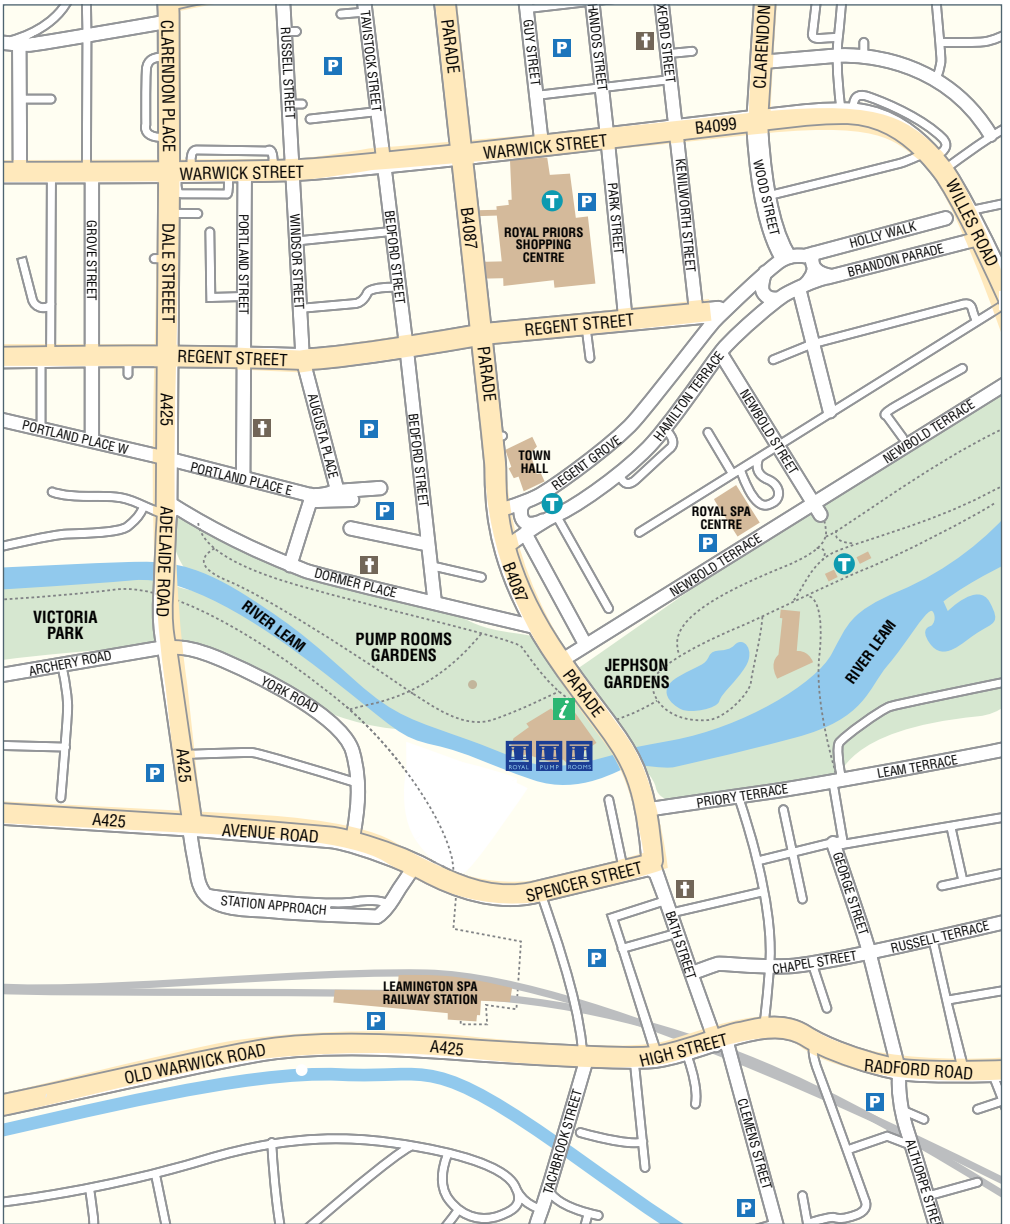 CLARENDON PLACE
RUSSELL STREET
TAVISTOCK STREET
PARADE
GUY STREET
HANDOS STREET
XFORD STREET
CLARENDON
P
P
WARWICK STREET
WARWICK STREET
B4099
WILLES ROAD
GROVE STREET
DALE STREEET
PORTLAND STREET
WINDSOR STREET
BEDFORD STREET
B4087
T
P
ROYAL PRIORS
SHOPPING
CENTRE
PARK STREET
KENILWORTH STREET
WOOD STREET
HOLLY WALK
BRANDON PARADE
REGENT STREET
REGENT STREET
PARADE
A425
AUGUSTA PLACE
P
BEDFORD STREET
HAMILTON TERRACE
NEWBOLD STREET
NEWBOLD TERRACE
PORTLAND PLACE W
PORTLAND PLACE E
TOWN
HALL
REGENT GROVE
T
P
ROYAL SPA
CENTRE
P
NEWBOLD TERRACE
ADELAIDE ROAD
DORMER PLACE
B4087
T
VICTORIA
PARK
RIVER LEAM
PUMP ROOMS
GARDENS
JEPHSON
GARDENS
RIVER LEAM
ARCHERY ROAD
YORK ROAD
PARADE
i
ROYAL PUMP ROOMS
P
A425
LEAM TERRACE
PRIORY TERRACE
A425
AVENUE ROAD
SPENCER STREET
GEORGE STREET
STATION APPROACH
BATH STREET
RUSSELL TERRACE
P
CHAPEL STREET
LEAMINGTON SPA
RAILWAY STATION
P
OLD WARWICK ROAD
A425
HIGH STREET
RADFORD ROAD
P
TACHBROOK STREET
CLEMENS STREET
ALTHORPE STREE
P